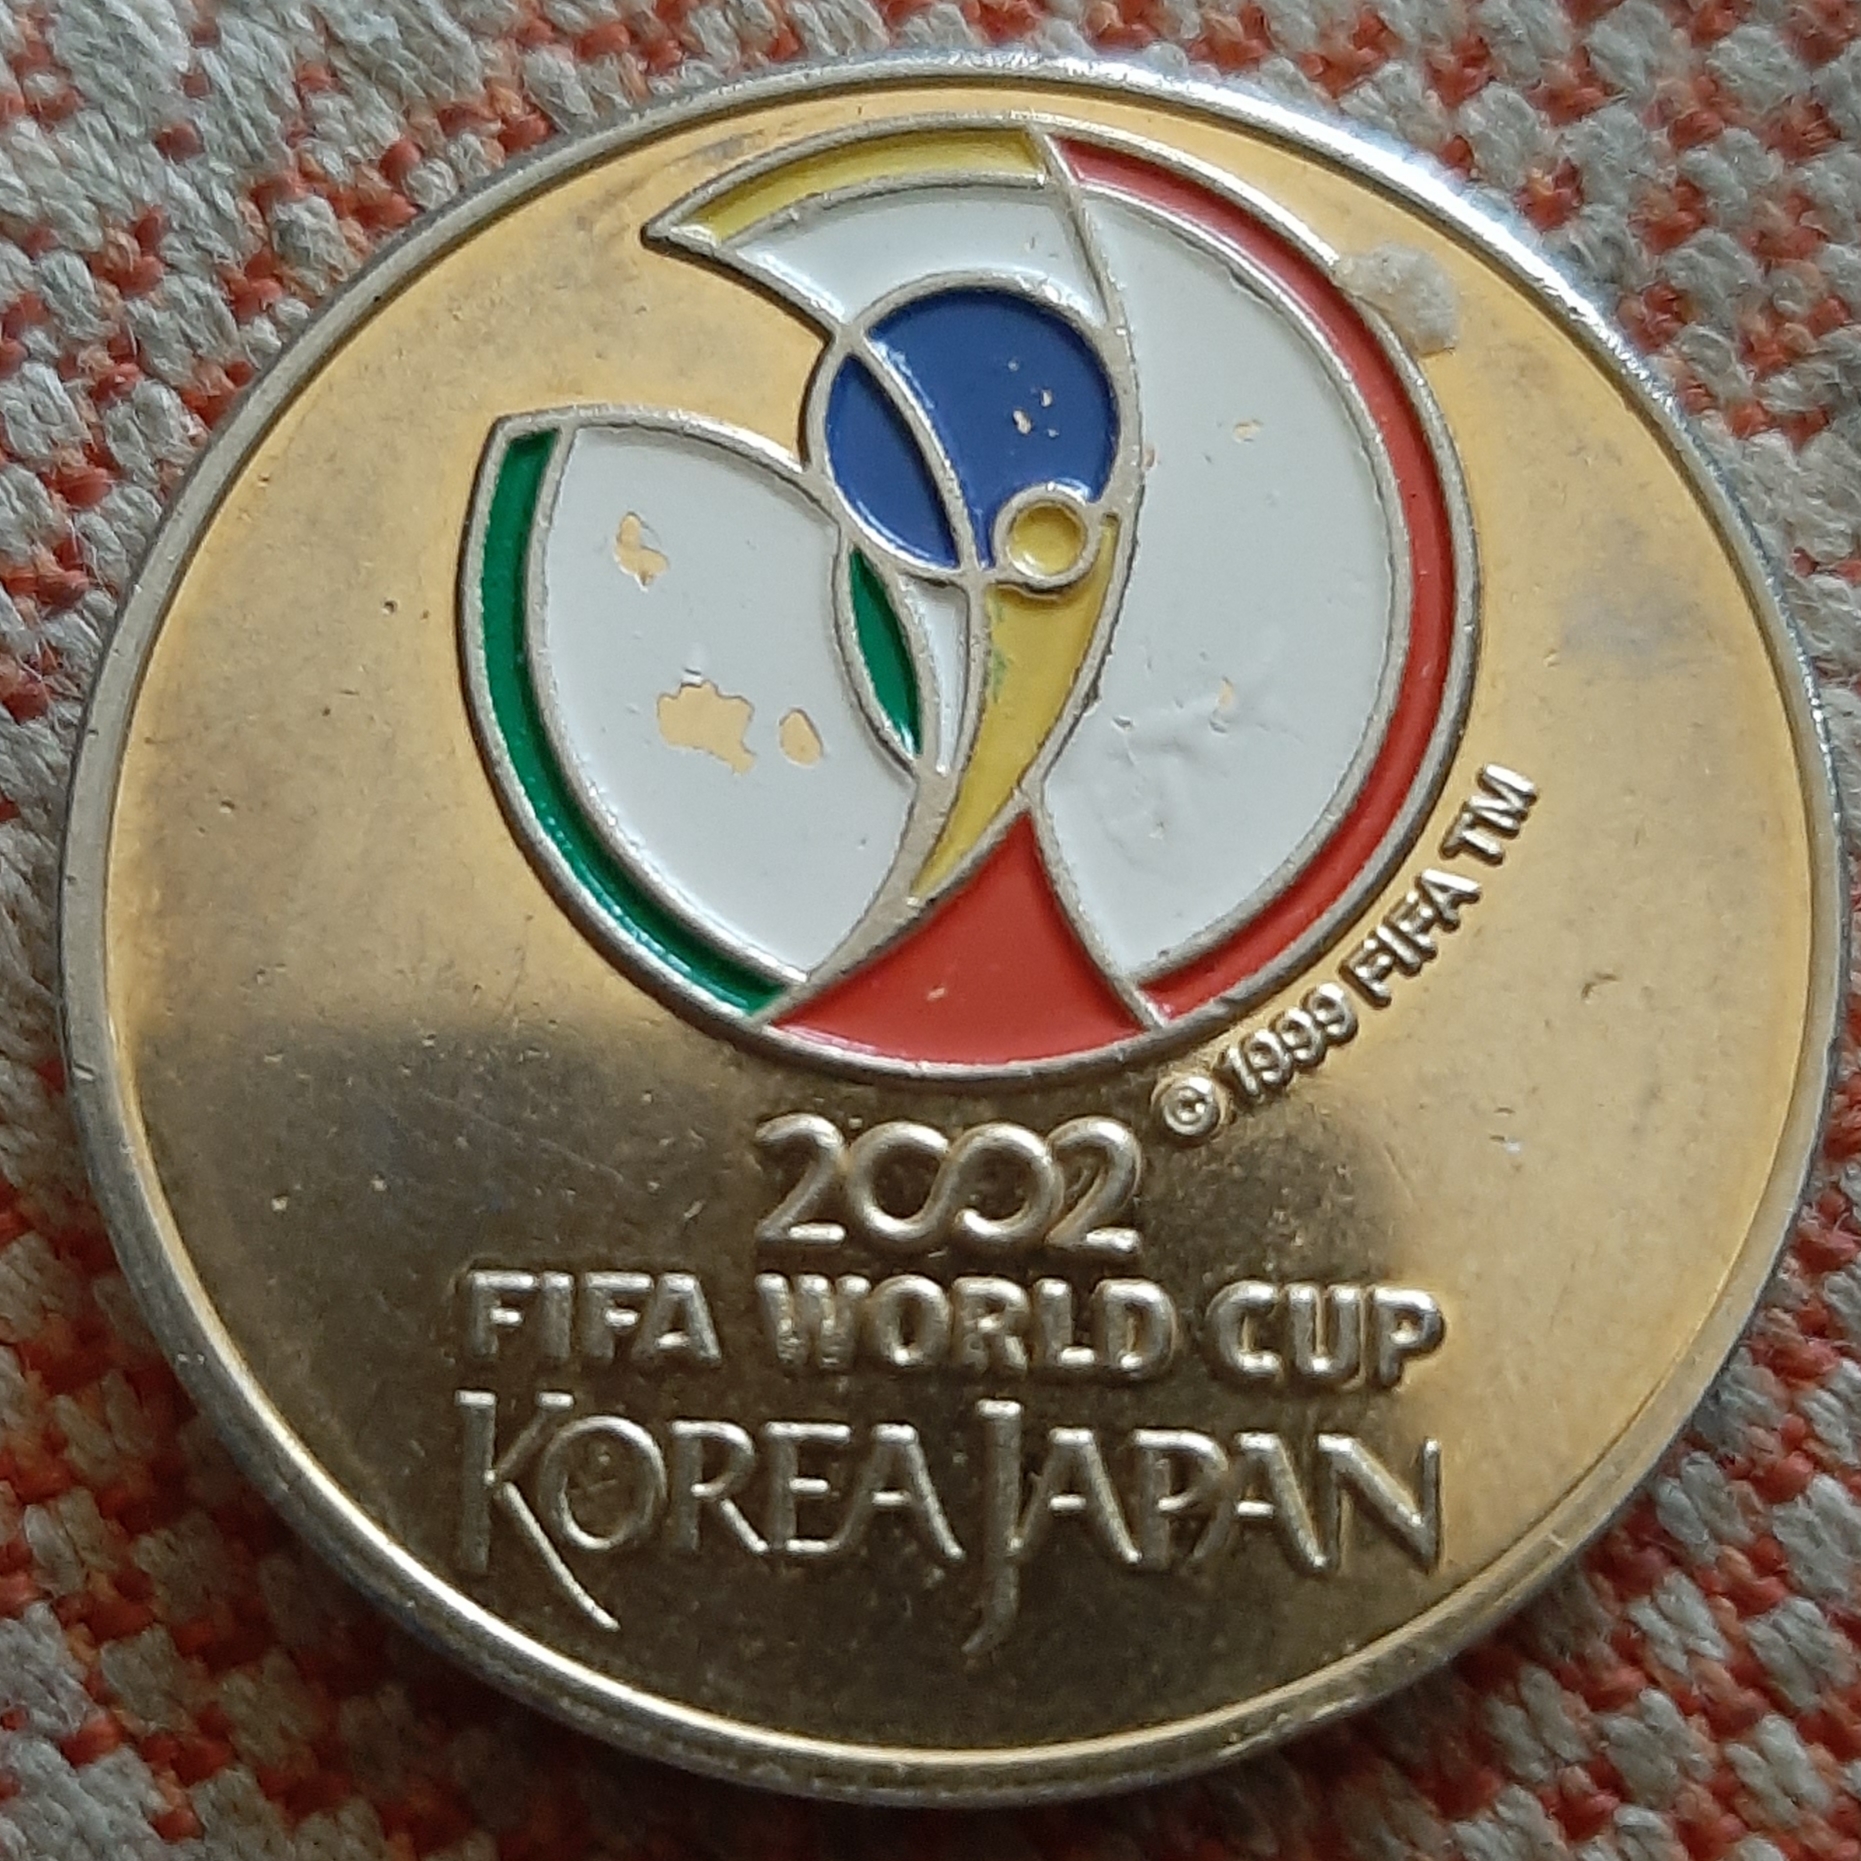 © 1999 FIFA TM
2002
FIFA WORLD CUP
KOREA JAPAN